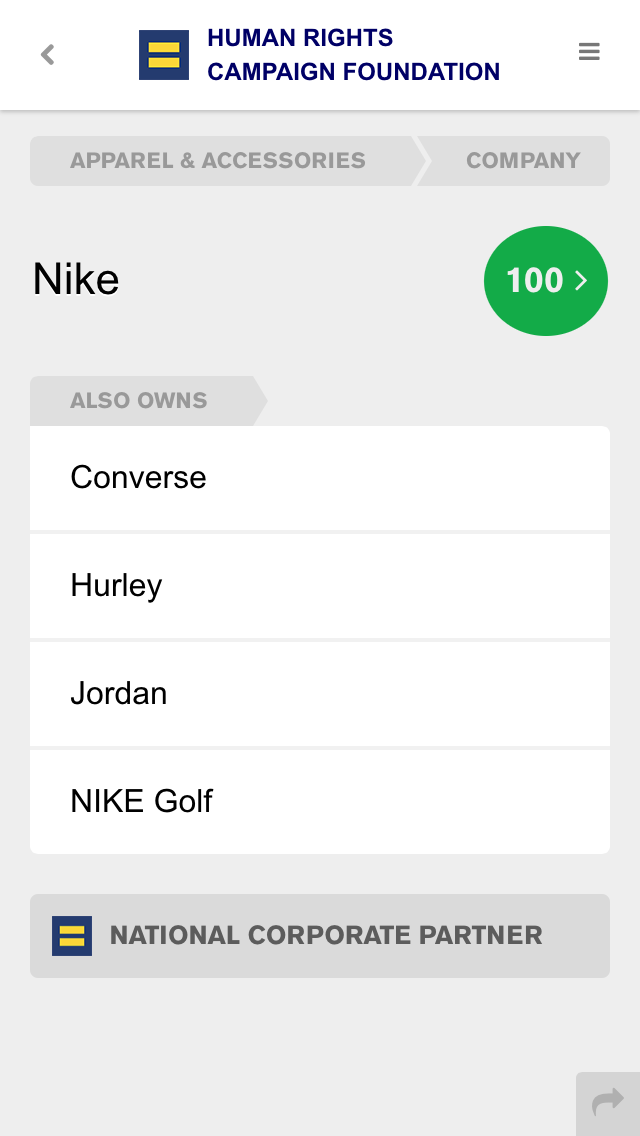 HUMAN RIGHTS
CAMPAIGN FOUNDATION
APPAREL & ACCESSORIES
COMPANY
Nike
100
ALSO OWNS
Converse
Hurley
Jordan
NIKE Golf
NATIONAL CORPORATE PARTNER